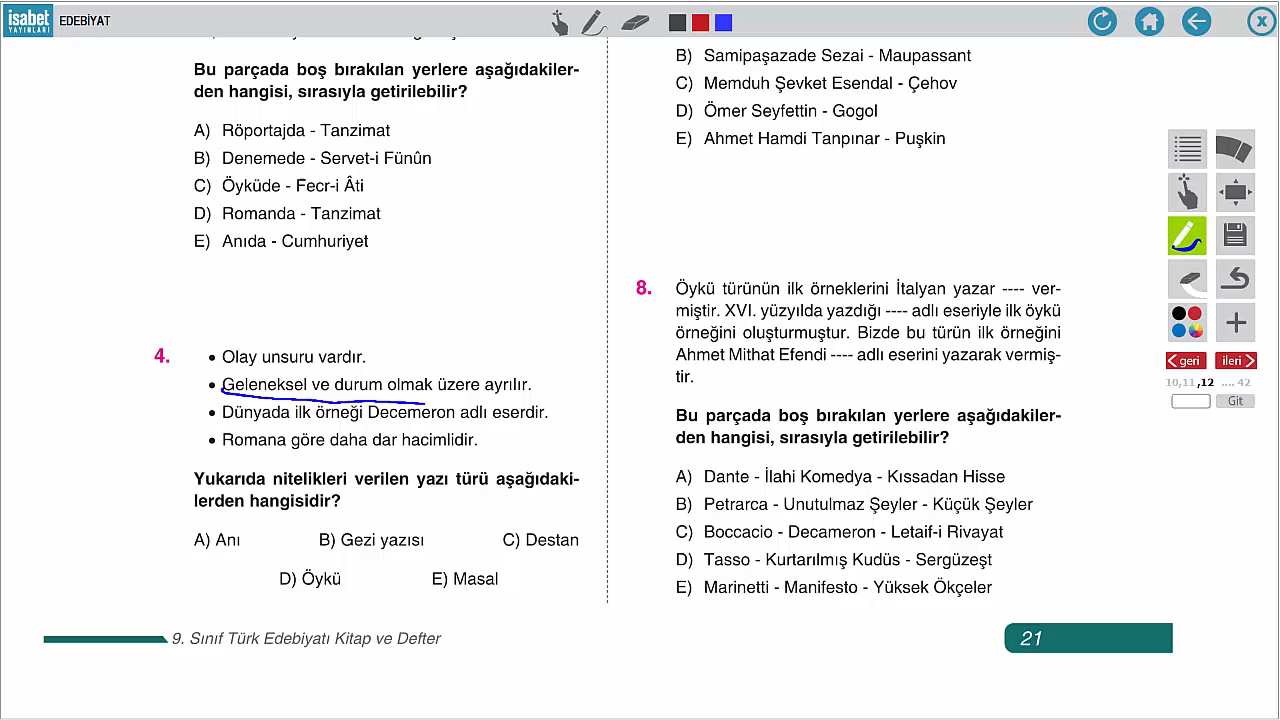 isabet
YAYINLARI
EDEBİYAT
Bu parçada boş bırakılan yerlere aşağıdakiler-
den hangisi, sırasıyla getirilebilir?
A) Röportajda - Tanzimat
B) Denemede - Servet-i Fünûn
C) Öyküde - Fecr-i Âti
D) Romanda - Tanzimat
E) Anıda - Cumhuriyet
4.
• Olay unsuru vardır.
• Geleneksel ve durum olmak üzere ayrılır.
• Dünyada ilk örneği Decemeron adlı eserdir.
• Romana göre daha dar hacimlidir.
Yukarıda nitelikleri verilen yazı türü aşağıdaki-
lerden hangisidir?
A) Anı B) Gezi yazısı C) Destan
D) Öykü E) Masal
B) Samipaşazade Sezai - Maupassant
C) Memduh Şevket Esendal - Çehov
D) Ömer Seyfettin - Gogol
E) Ahmet Hamdi Tanpınar - Puşkin
8. Öykü türünün ilk örneklerini İtalyan yazar ---- ver-
miştir. XVI. yüzyılda yazdığı ---- adlı eseriyle ilk öykü
örneğini oluşturmuştur. Bizde bu türün ilk örneğini
Ahmet Mithat Efendi ---- adlı eserini yazarak vermiş-
tir.
Bu parçada boş bırakılan yerlere aşağıdakiler-
den hangisi, sırasıyla getirilebilir?
A) Dante - İlahi Komedya - Kıssadan Hisse
B) Petrarca - Unutulmaz Şeyler - Küçük Şeyler
C) Boccacio - Decameron - Letaif-i Rivayat
D) Tasso - Kurtarılmış Kudüs - Sergüzeşt
E) Marinetti - Manifesto - Yüksek Ökçeler
9. Sınıf Türk Edebiyatı Kitap ve Defter
21
geri ileri
10,11,12 .... 42
Git